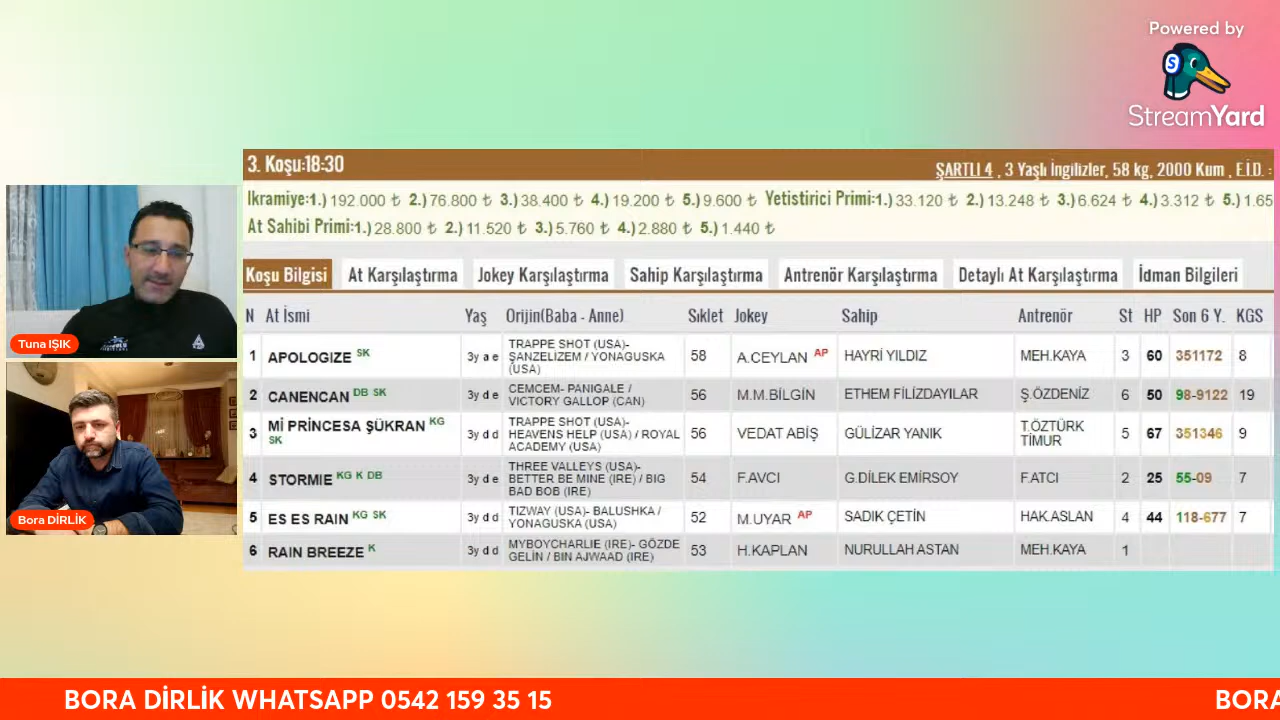 Powered by
StreamYard
3. Koşu:18:30
ŞARTLI 4 , 3 Yaşlı İngilizler, 58 kg, 2000 Kum , E.İ.D. :
Ikramiye:1.) 192.000 ₺ 2.) 76.800 ₺ 3.) 38.400 ₺ 4.) 19.200 ₺ 5.) 9.600 ₺ Yetistirici Primi:1.) 33.120 ₺ 2.) 13.248 ₺ 3.) 6.624 ₺ 4.) 3.312 ₺ 5.) 1.65
At Sahibi Primi:1.) 28.800 ₺ 2.) 11.520 ₺ 3.) 5.760 ₺ 4.) 2.880 ₺ 5.) 1.440 ₺
Koşu Bilgisi At Karşılaştırma Jokey Karşılaştırma Sahip Karşılaştırma Antrenör Karşılaştırma Detaylı At Karşılaştırma İdman Bilgileri
N At İsmi Yaş Orijin(Baba - Anne) Sıklet Jokey Sahip Antrenör St HP Son 6 Y. KGS
1 APOLOGIZE SK 3y a e TRAPPE SHOT (USA)- ŞANZELİZEM / YONAGUSKA (USA) 58 A.CEYLAN AP HAYRİ YILDIZ MEH.KAYA 3 60 351172 8
2 CANENCAN DB SK 3y d e CEMCEM- PANIGALE / VICTORY GALLOP (CAN) 56 M.M.BİLGİN ETHEM FİLİZDAYILAR Ş.ÖZDENİZ 6 50 98-9122 19
3 Mİ PRİNCESA ŞÜKRAN KG SK 3y d d TRAPPE SHOT (USA)- HEAVENS HELP (USA) / ROYAL ACADEMY (USA) 56 VEDAT ABİŞ GÜLİZAR YANIK T.ÖZTÜRK TİMUR 5 67 351346 9
4 STORMIE KG K DB 3y d e THREE VALLEYS (USA)- BETTER BE MINE (IRE) / BIG BAD BOB (IRE) 54 F.AVCI G.DİLEK EMİRSOY F.ATCI 2 25 55-09 7
5 ES ES RAIN KG SK 3y d d TIZWAY (USA)- BALUSHKA / YONAGUSKA (USA) 52 M.UYAR AP SADIK ÇETİN HAK.ASLAN 4 44 118-677 7
6 RAIN BREEZE K 3y d d MYBOYCHARLIE (IRE)- GÖZDE GELİN / BIN AJWAAD (IRE) 53 H.KAPLAN NURULLAH ASTAN MEH.KAYA 1
Tuna IŞIK
Bora DİRLİK
BORA DİRLİK WHATSAPP 0542 159 35 15
BORA